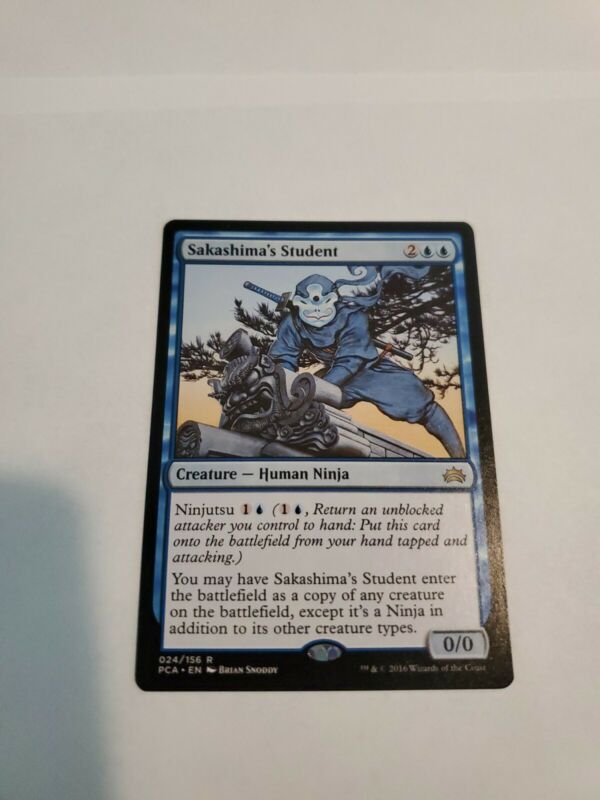 Sakashima's Student 2
Creature — Human Ninja
Ninjutsu 1 (1 , Return an unblocked
attacker you control to hand: Put this card
onto the battlefield from your hand tapped and
attacking.)
You may have Sakashima's Student enter
the battlefield as a copy of any creature
on the battlefield, except it's a Ninja in
addition to its other creature types.
0/0
024/156 R
PCA • EN Brian Snoddy
™ & © 2016 Wizards of the Coast